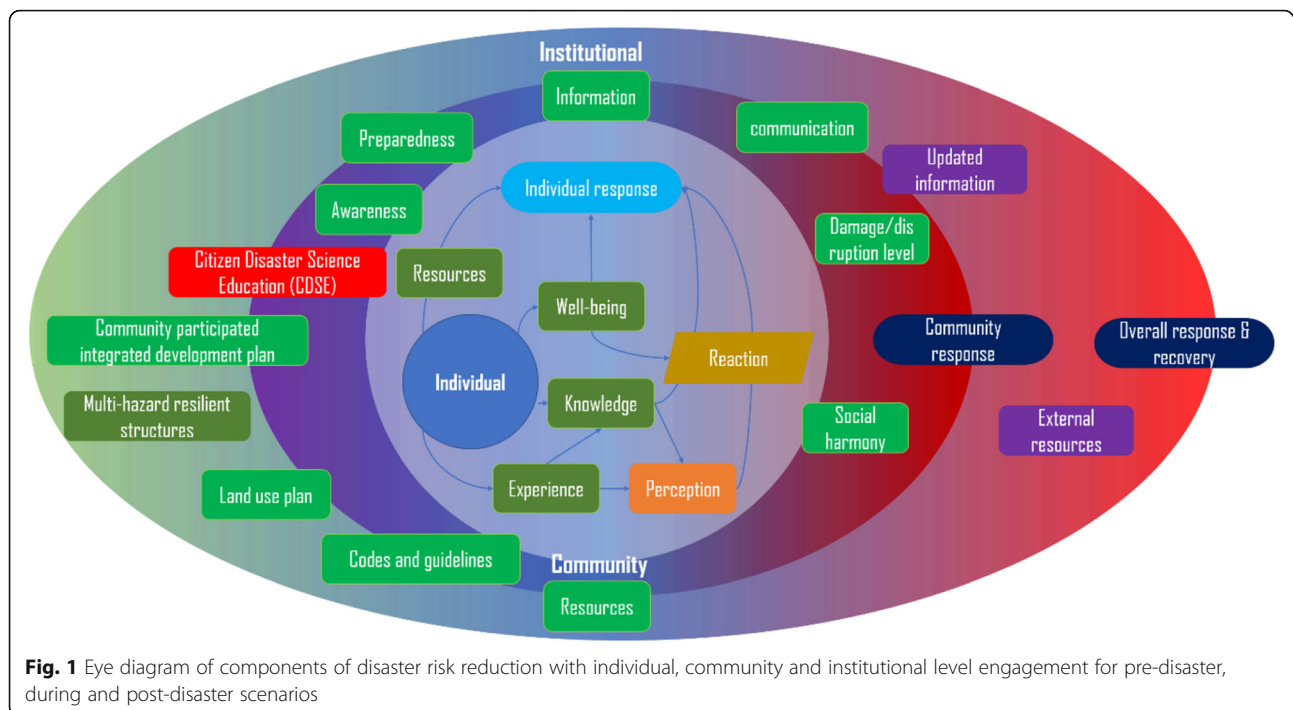 Institutional
Information
Preparedness
communication
Updated
information
Individual response
Awareness
Damage/dis
ruption level
Citizen Disaster Science
Education (CDSE)
Resources
Well-being
Community participated
integrated development plan
Community
response
Overall response &
recovery
Reaction
Individual
Multi-hazard resilient
structures
Knowledge
Social
harmony
External
resources
Land use plan
Experience
Perception
Codes and guidelines
Community
Resources
Fig. 1 Eye diagram of components of disaster risk reduction with individual, community and institutional level engagement for pre-disaster,
during and post-disaster scenarios